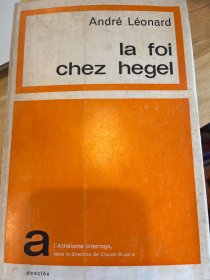 André Léonard
la foi
chez hegel
a
l'Athéisme interroge,
sous la direction de Claude Bruaire
desclée